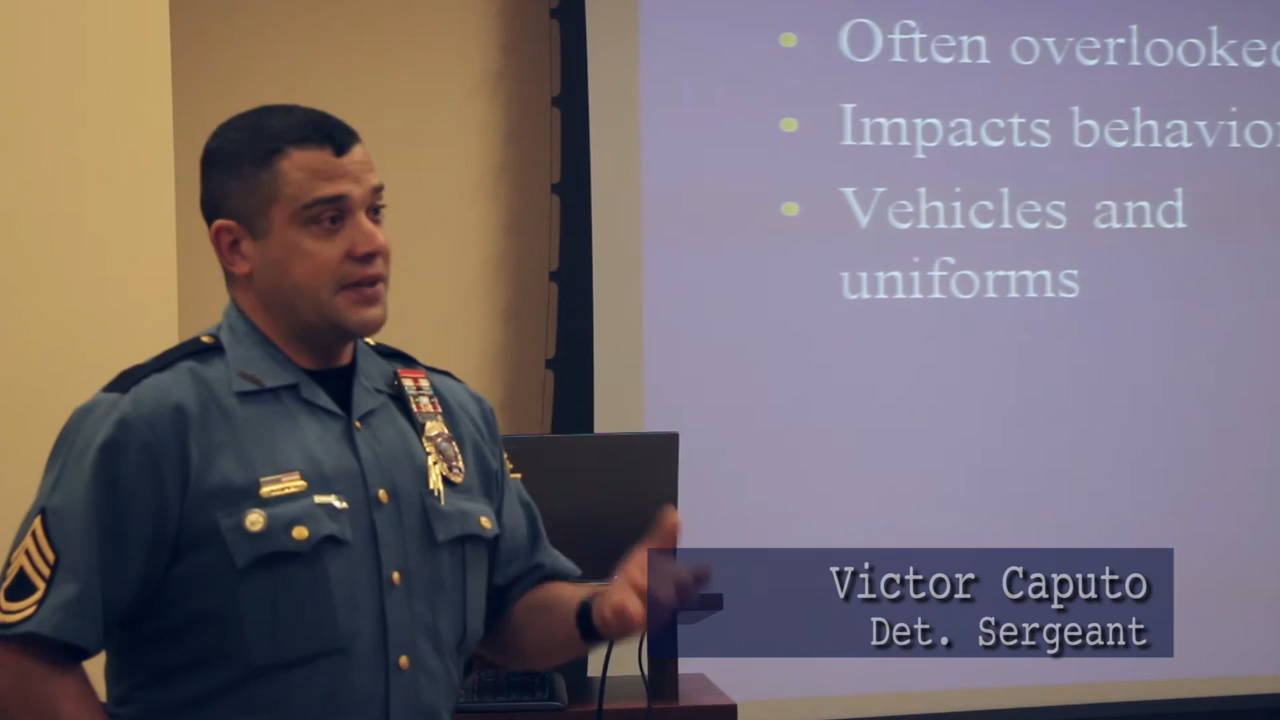 Often overlooked
Impacts behavior
Vehicles and
uniforms
Victor Caputo
Det. Sergeant